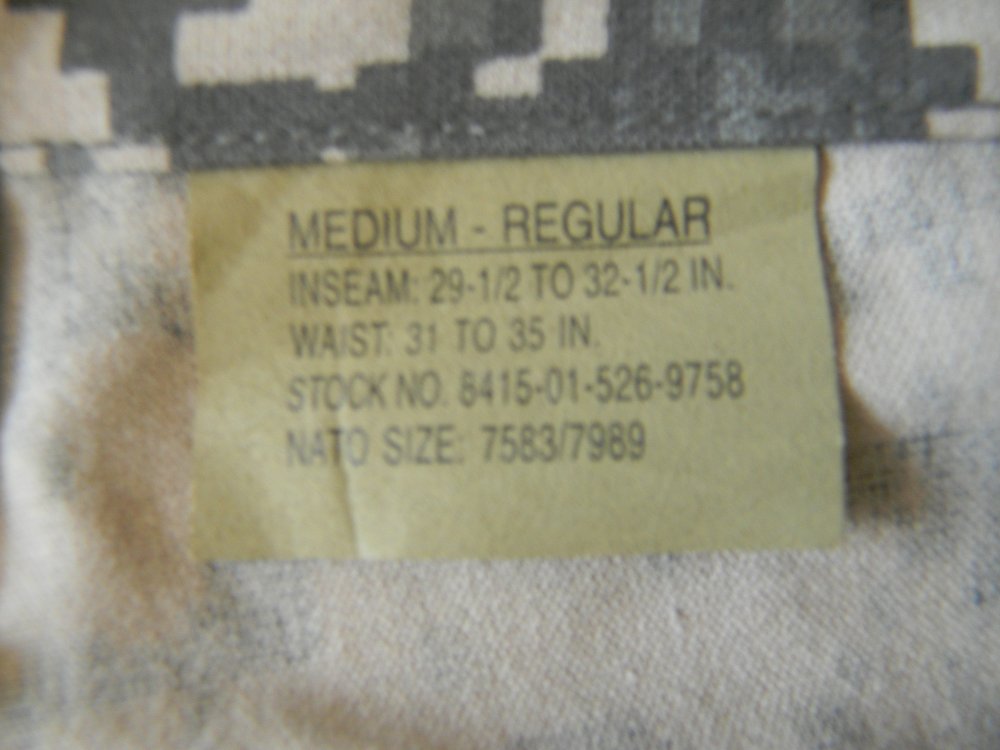 MEDIUM - REGULAR
INSEAM: 29-1/2 TO 32-1/2 IN.
WAIST: 31 TO 35 IN.
STOCK NO. 8415-01-526-9758
NATO SIZE: 7583/7989